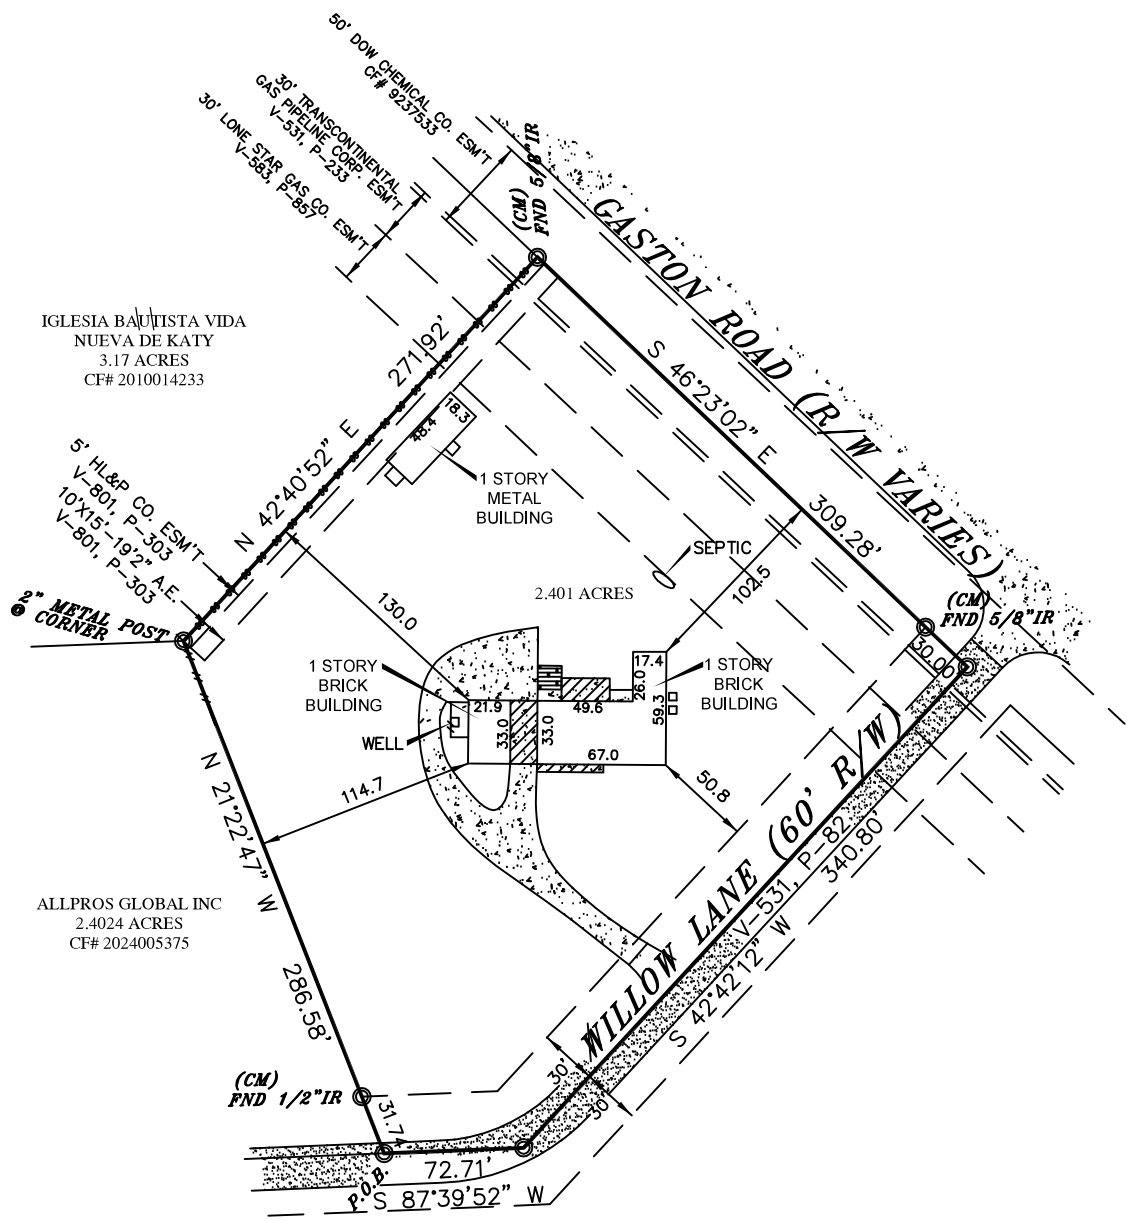 50' DOW CHEMICAL CO. ESM'T
CF# 9237533
30' TRANSCONTINENTAL
GAS PIPELINE CORP. ESM'T
V-531, P-233
30' LONE STAR GAS CO. ESM'T
V-583, P-857
(CM)
FND 5/8"IR
GASTON ROAD (R/W VARIES)
IGLESIA BAUTISTA VIDA
NUEVA DE KATY
3.17 ACRES
CF# 2010014233
N 42°40'52" E
271.92'
S 46°23'02" E
309.28'
18.3
48.4
1 STORY
METAL
BUILDING
5' HL&P CO. ESM'T
V-801, P-303
10'X15'-19'2" A.E.
V-801, P-303
2" METAL POST
@ CORNER
SEPTIC
2.401 ACRES
102.5
130.0
(CM)
FND 5/8"IR
30.00
1 STORY
BRICK
BUILDING
17.4
26.0
1 STORY
BRICK
BUILDING
21.9
49.6
59.3
33.0
33.0
WELL
67.0
114.7
50.8
N 21°22'47" W
286.58'
WILLOW LANE (60' R/W)
V-531, P-82
340.80'
S 42°42'12" W
ALLPROS GLOBAL INC
2.4024 ACRES
CF# 2024005375
30'
30'
(CM)
FND 1/2"IR
31.74
P.O.B.
72.71'
S 87°39'52" W